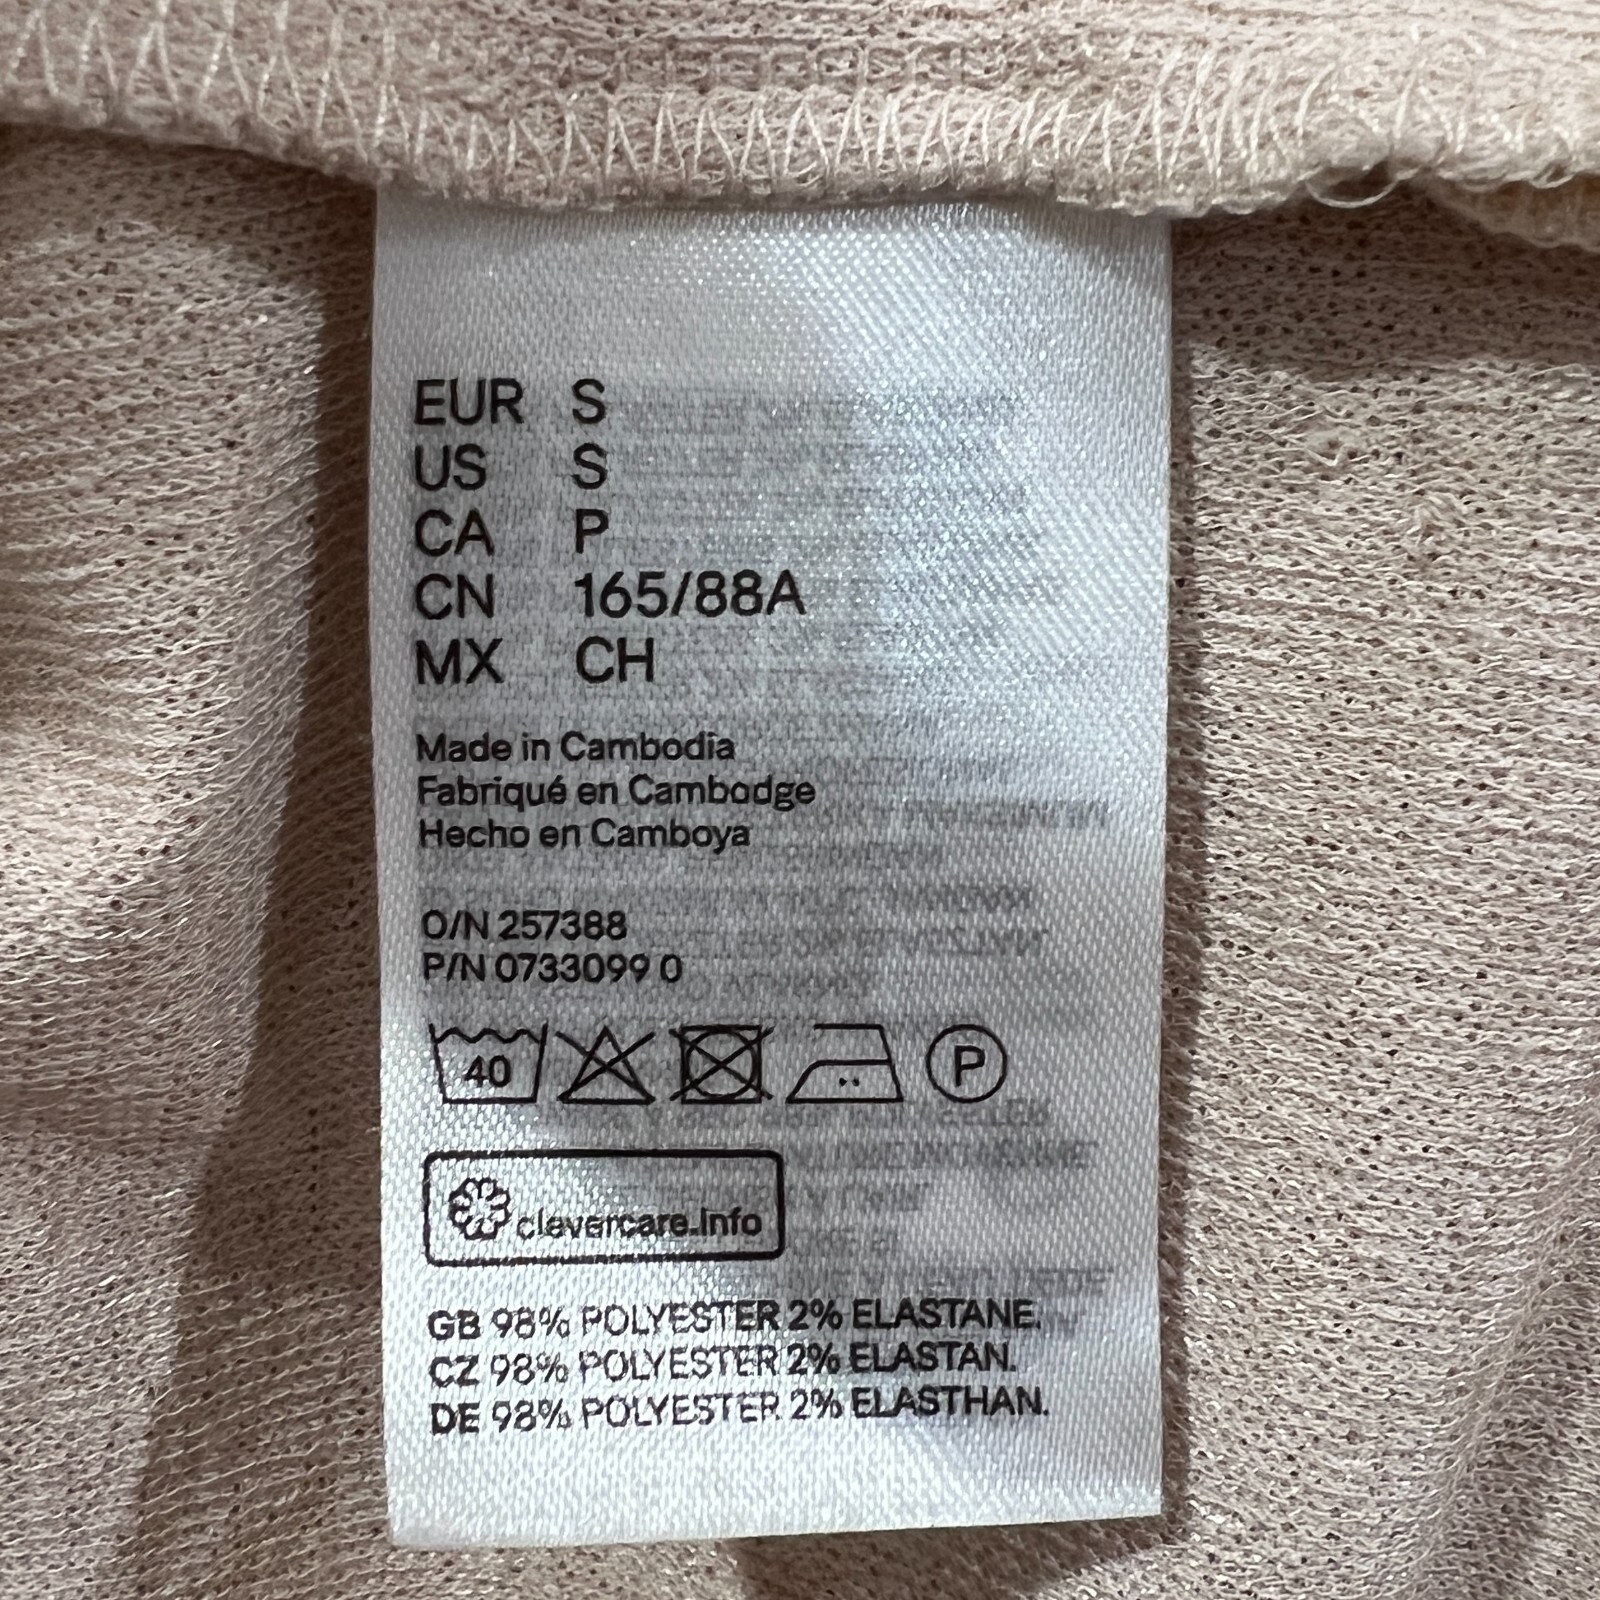 EUR S
US S
CA P
CN 165/88A
MX CH
Made in Cambodia
Fabriqué en Cambodge
Hecho en Camboya
O/N 257388
P/N 0733099 0
40 P
clevercare.info
GB 98% POLYESTER 2% ELASTANE.
CZ 98% POLYESTER 2% ELASTAN.
DE 98% POLYESTER 2% ELASTHAN.